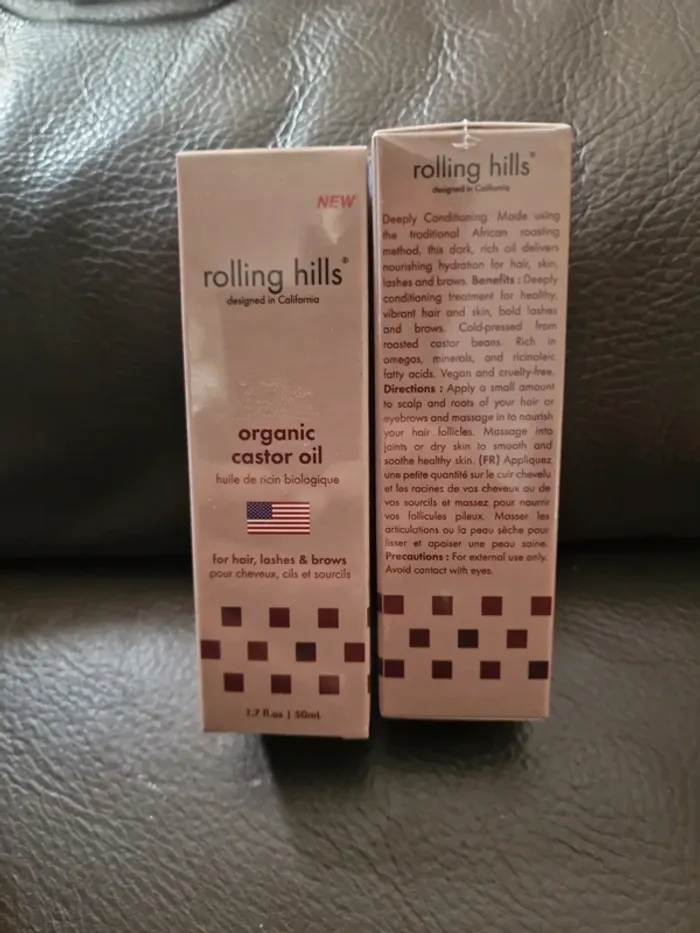 NEW
rolling hills®
designed in California
organic
castor oil
huile de ricin biologique
for hair, lashes & brows
pour cheveux, cils et sourcils
1.7 fl.oz | 50mL
rolling hills®
designed in California
Deeply Conditioning. Made using
the traditional African roasting
method, this dark, rich oil delivers
nourishing hydration for hair, skin,
lashes and brows. Benefits : Deeply
conditioning treatment for healthy,
vibrant hair and skin, bold lashes
and brows. Cold-pressed from
roasted castor beans. Rich in
omegas, minerals, and ricinoleic
fatty acids. Vegan and cruelty-free.
Directions : Apply a small amount
to scalp and roots of your hair or
eyebrows and massage in to nourish
your hair follicles. Massage into
joints or dry skin to smooth and
soothe healthy skin. (FR) Appliquez
une petite quantité sur le cuir chevelu
et les racines de vos cheveux ou de
vos sourcils et massez pour nourrir
vos follicules pileux. Masser les
articulations ou la peau sèche pour
lisser et apaiser une peau saine.
Precautions : For external use only.
Avoid contact with eyes.